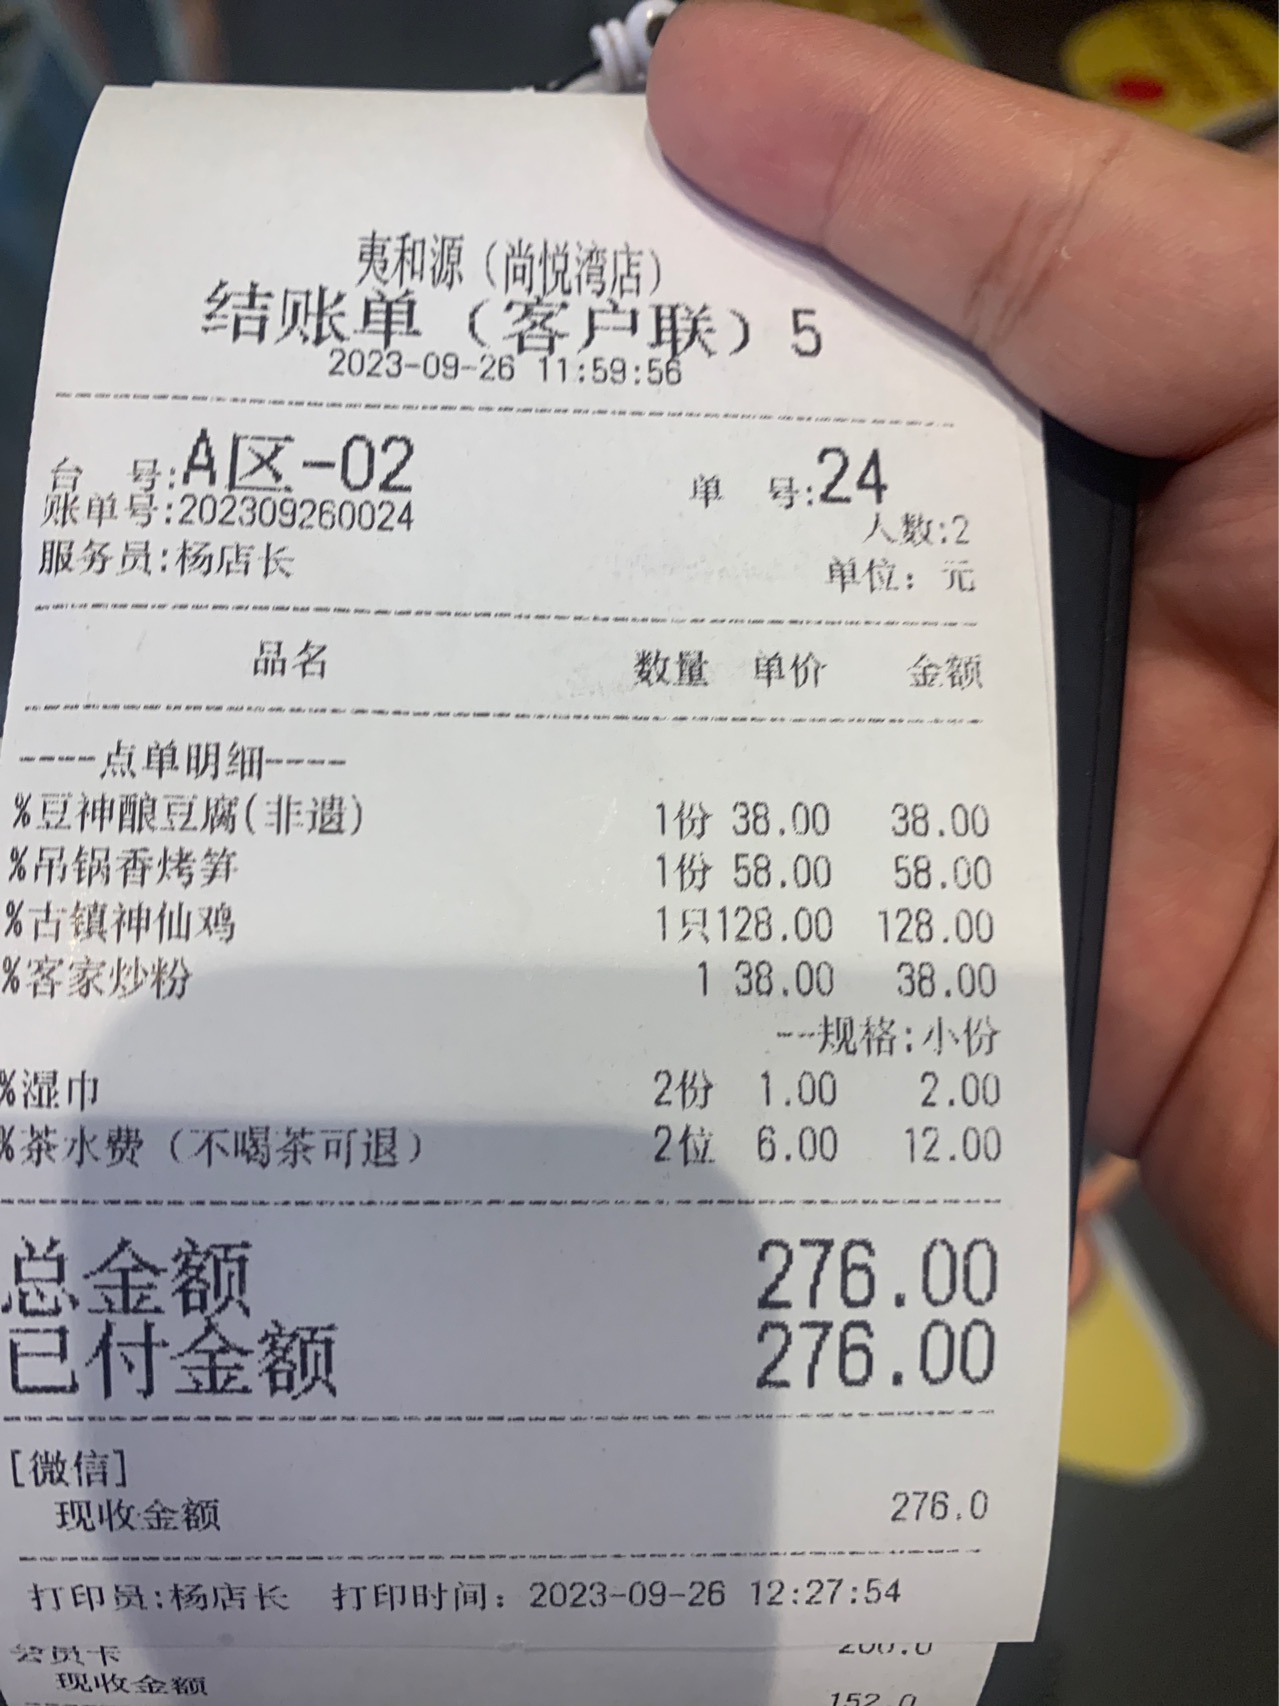 夷和源（尚悦湾店）
结账单（客户联）5
2023-09-26 11:59:56
台 号:A区-02 单 号:24
账单号:202309260024 人数:2
服务员:杨店长 单位：元
品名 数量 单价 金额
-----点单明细----
%豆神酿豆腐(非遗) 1份 38.00 38.00
%吊锅香烤笋 1份 58.00 58.00
%古镇神仙鸡 1只128.00 128.00
%客家炒粉 1 38.00 38.00
--规格:小份
%湿巾 2份 1.00 2.00
%茶水费（不喝茶可退） 2位 6.00 12.00
总金额 276.00
已付金额 276.00
[微信]
现收金额 276.0
打印员:杨店长 打印时间：2023-09-26 12:27:54
会员卡 200.0
现收金额 152.0